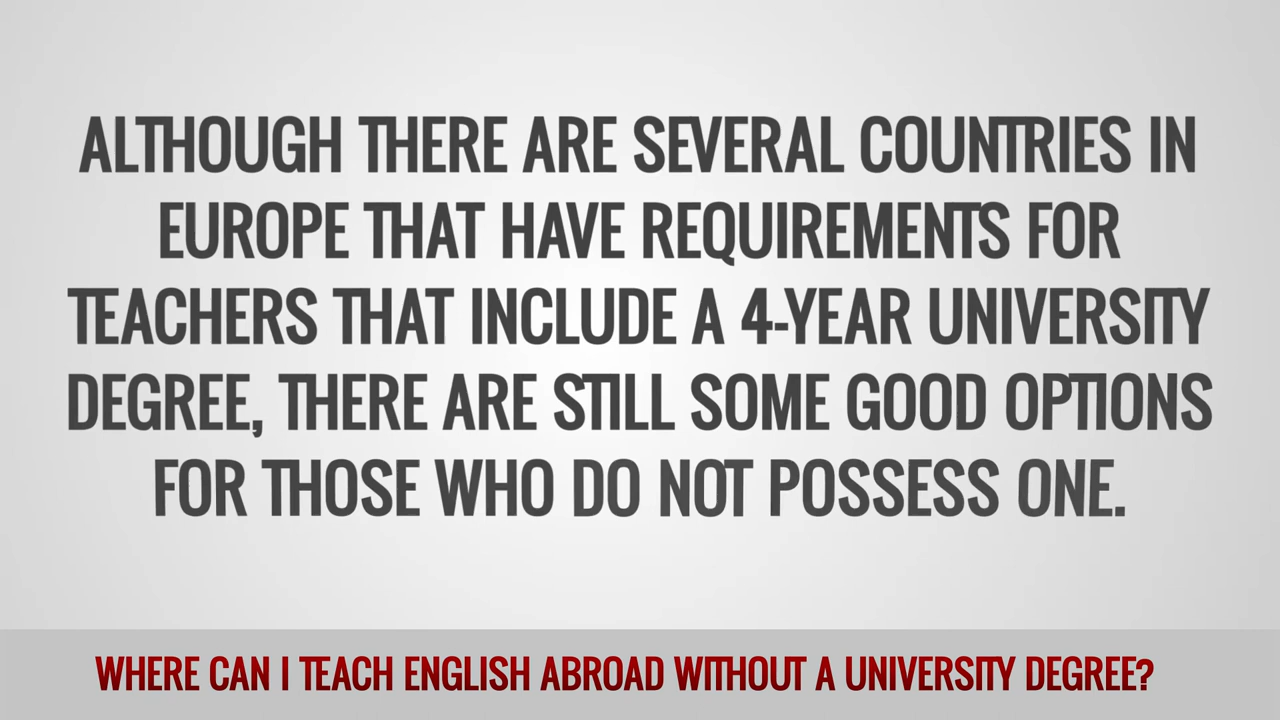 ALTHOUGH THERE ARE SEVERAL COUNTRIES IN
EUROPE THAT HAVE REQUIREMENTS FOR
TEACHERS THAT INCLUDE A 4-YEAR UNIVERSITY
DEGREE, THERE ARE STILL SOME GOOD OPTIONS
FOR THOSE WHO DO NOT POSSESS ONE.
WHERE CAN I TEACH ENGLISH ABROAD WITHOUT A UNIVERSITY DEGREE?